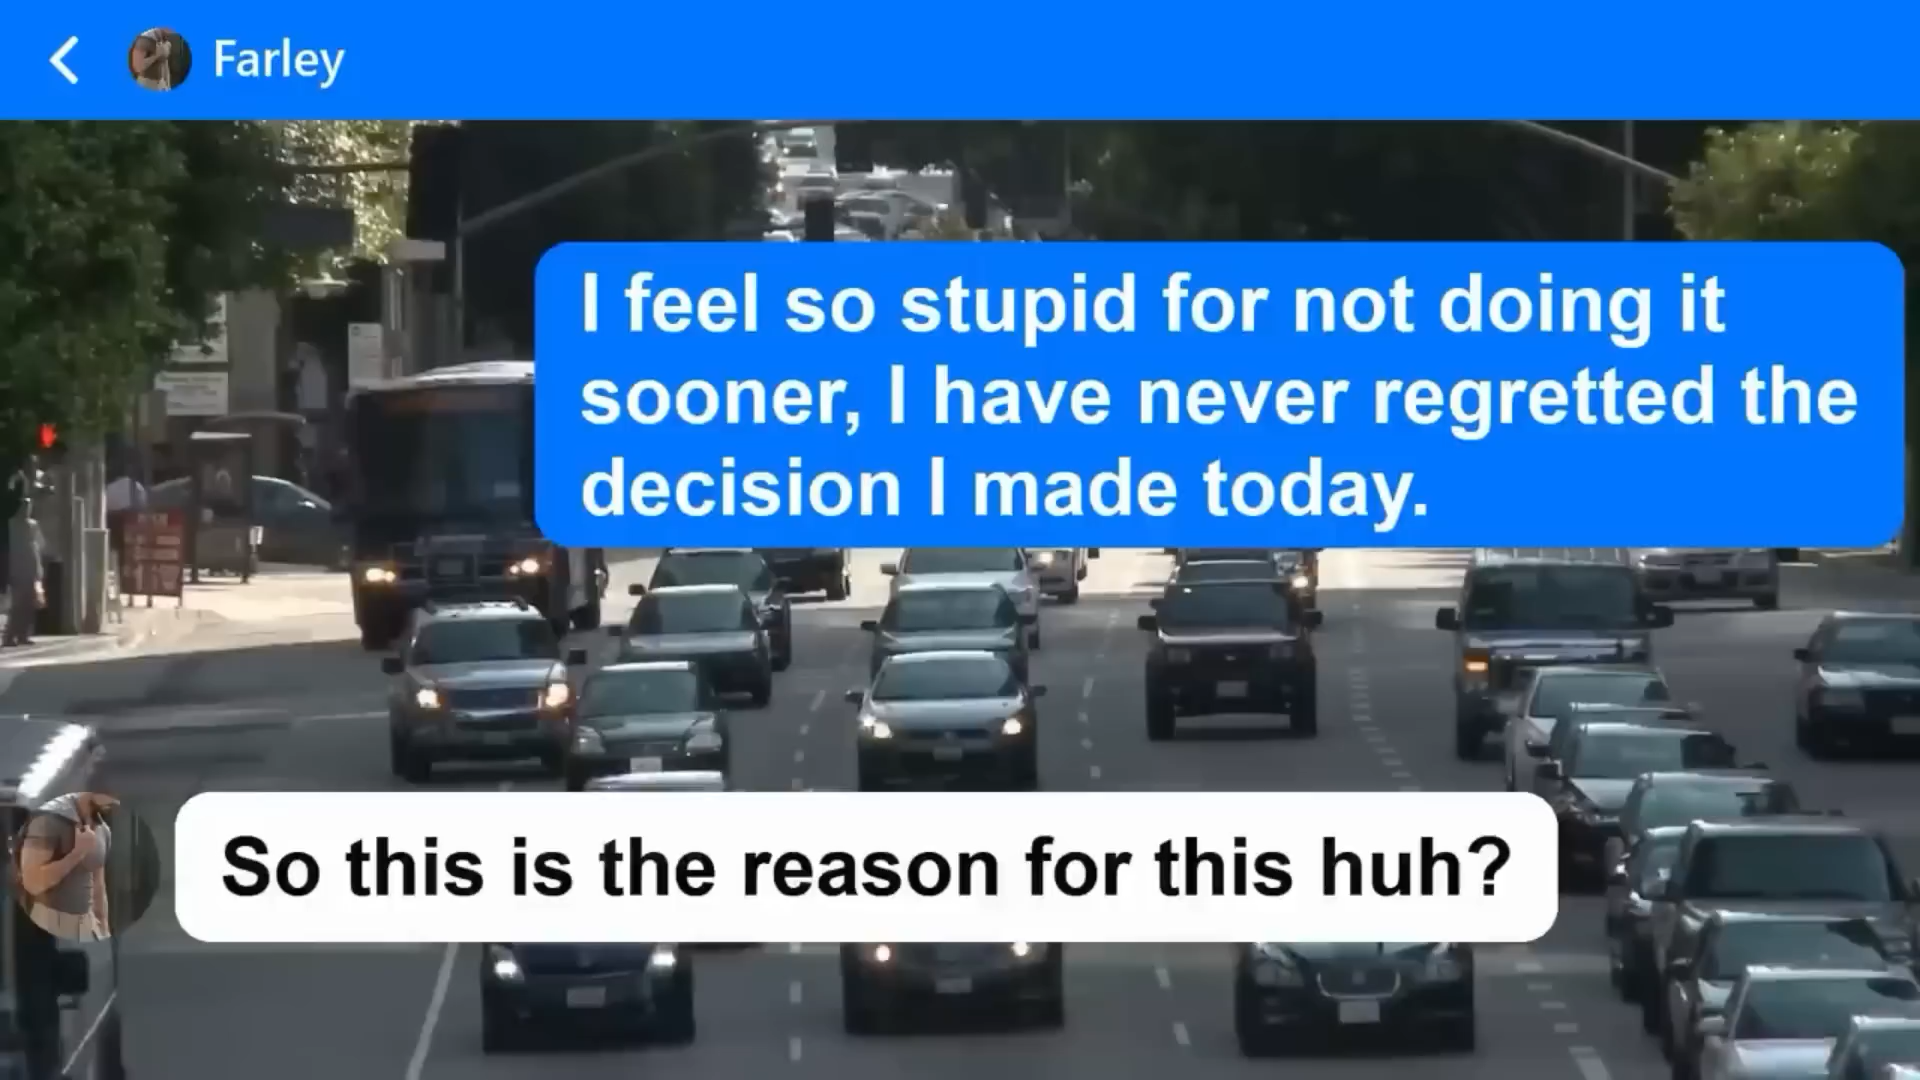 Farley
I feel so stupid for not doing it
sooner, I have never regretted the
decision I made today.
So this is the reason for this huh?